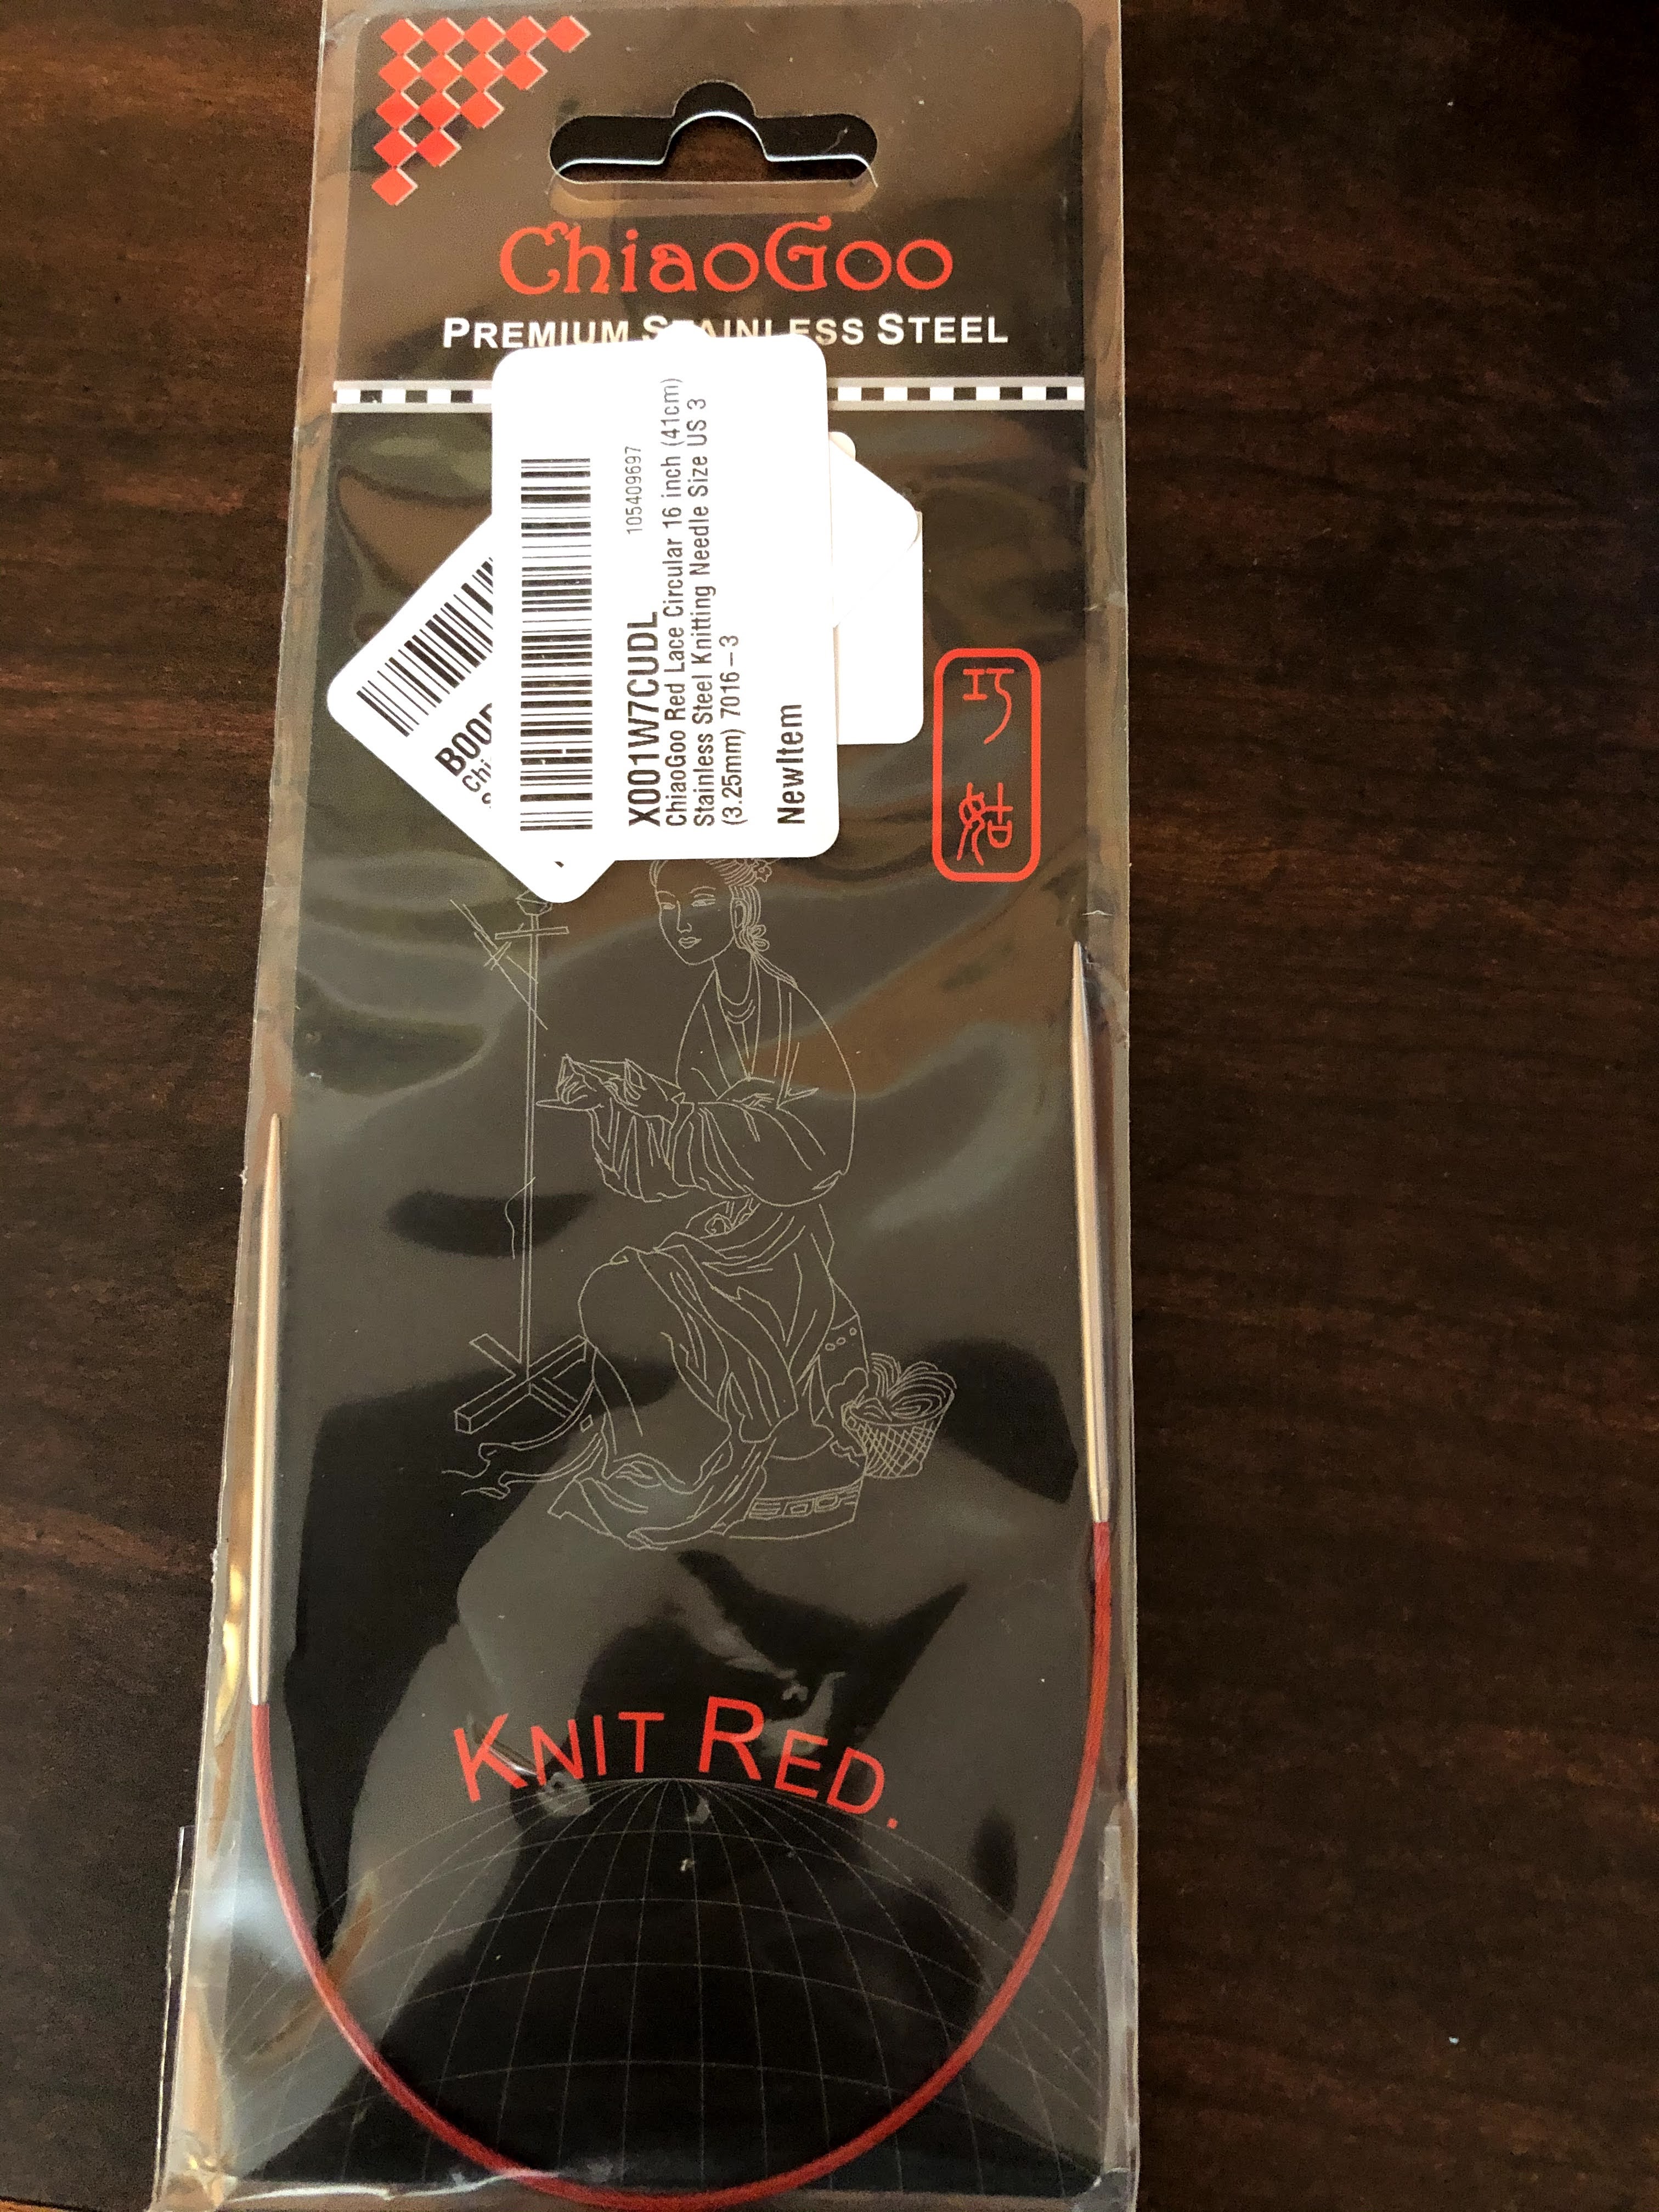 ChiaoGoo
PREMIUM STAINLESS STEEL
X001W7CUDL
105409697
ChiaoGoo Red Lace Circular 16 inch (41cm)
Stainless Steel Knitting Needle Size US 3
(3.25mm) 7016-3
NewItem
巧姑
KNIT RED.